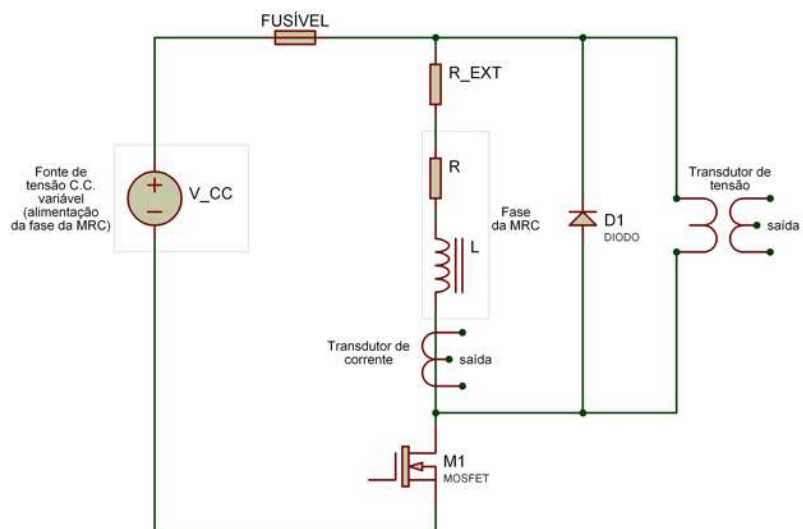 FUSÍVEL
R_EXT
R
Fonte de
tensão C.C.
variável
(alimentação
da fase da MRC)
V_CC
Fase
da MRC
L
D1
DIODO
Transdutor de
tensão
saída
Transdutor de
corrente
saída
M1
MOSFET